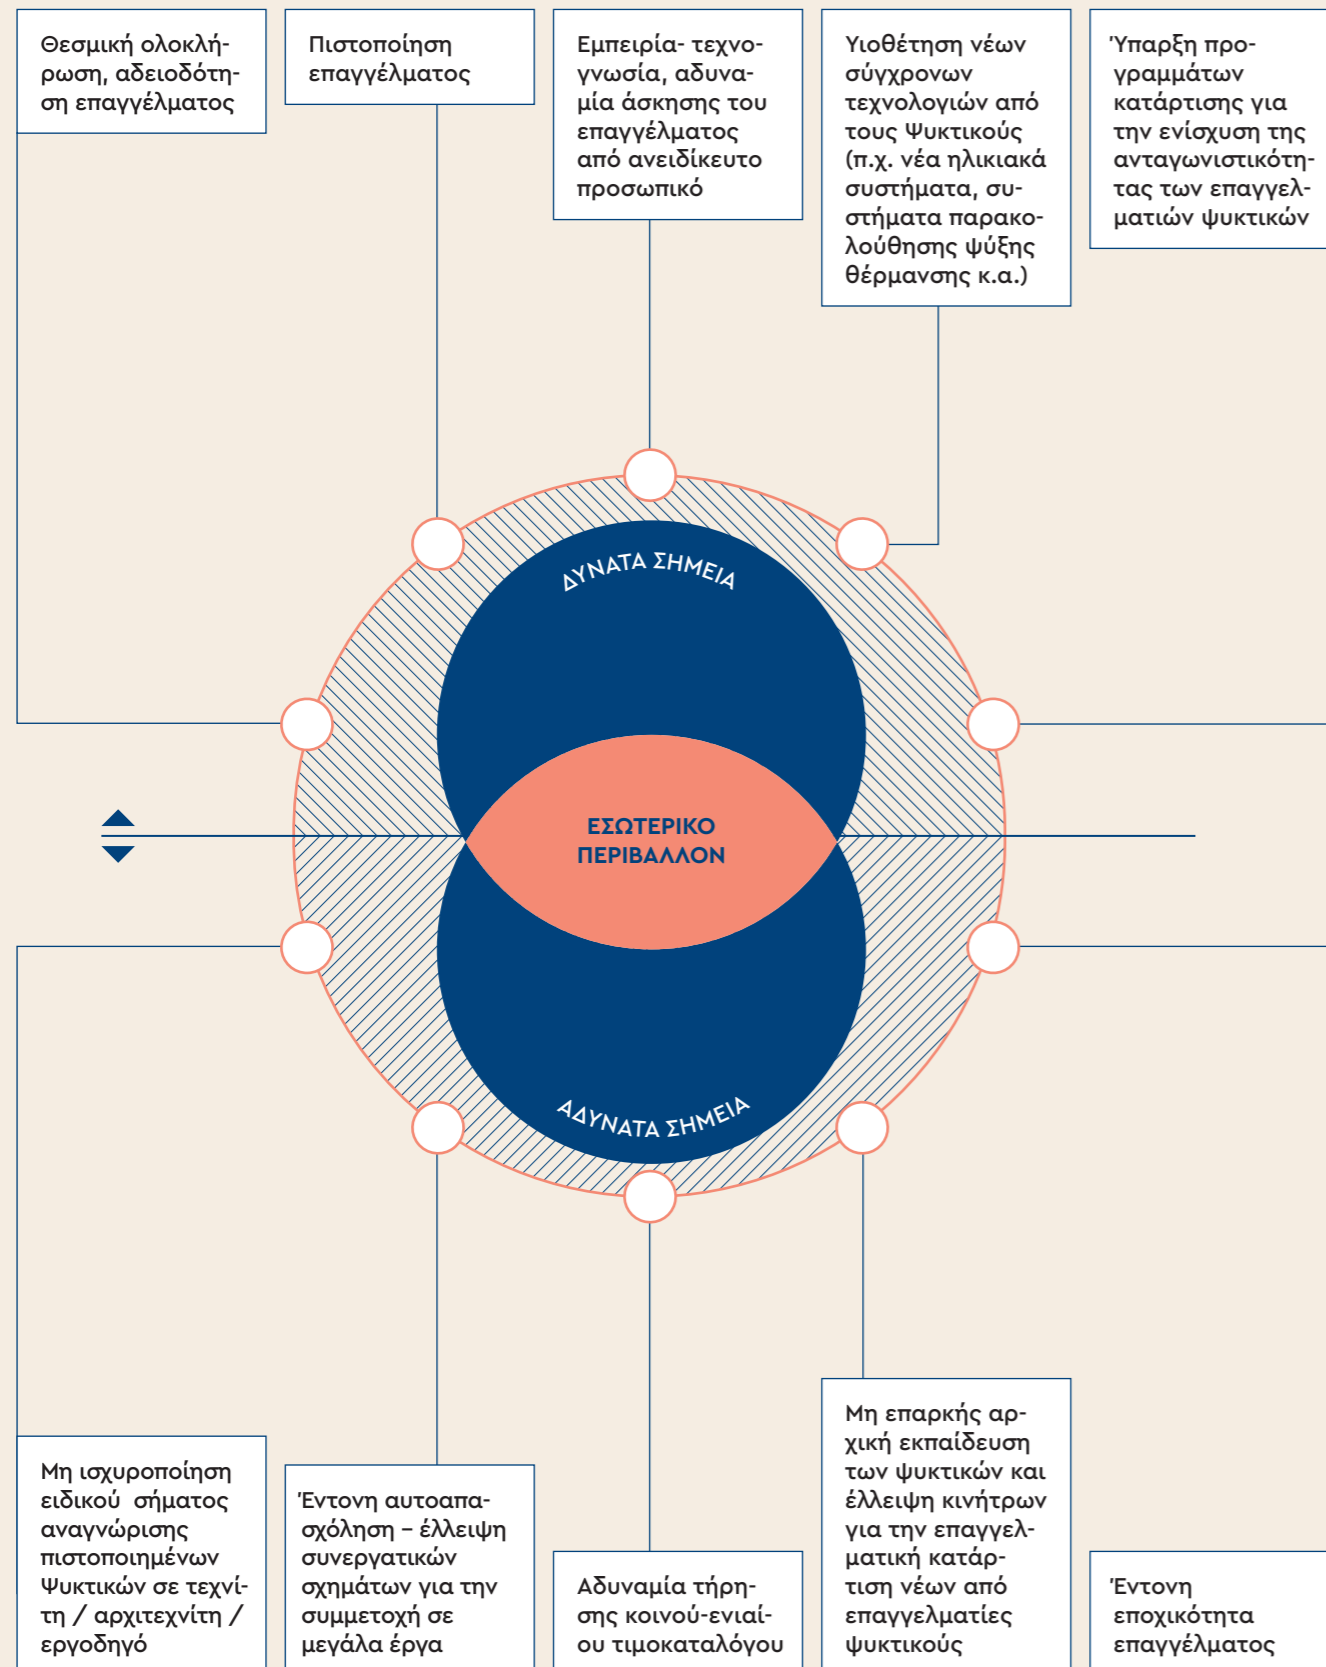 Θεσμική ολοκλή-
ρωση, αδειοδότη-
ση επαγγέλματος
Πιστοποίηση
επαγγέλματος
Εμπειρία- τεχνο-
γνωσία, αδυνα-
μία άσκησης του
επαγγέλματος
από ανειδίκευτο
προσωπικό
Υιοθέτηση νέων
σύγχρονων
τεχνολογιών από
τους Ψυκτικούς
(π.χ. νέα ηλικιακά
συστήματα, συ-
στήματα παρακο-
λούθησης ψύξης
θέρμανσης κ.α.)
Ύπαρξη προ-
γραμμάτων
κατάρτισης για
την ενίσχυση της
ανταγωνιστικότη-
τας των επαγγελ-
ματιών ψυκτικών
ΔΥΝΑΤΑ ΣΗΜΕΙΑ
ΕΣΩΤΕΡΙΚΟ
ΠΕΡΙΒΑΛΛΟΝ
ΑΔΥΝΑΤΑ ΣΗΜΕΙΑ
Μη ισχυροποίηση
ειδικού σήματος
αναγνώρισης
πιστοποιημένων
Ψυκτικών σε τεχνί-
τη / αρχιτεχνίτη /
εργοδηγό
Έντονη αυτοαπα-
σχόληση – έλλειψη
συνεργατικών
σχημάτων για την
συμμετοχή σε
μεγάλα έργα
Αδυναμία τήρη-
σης κοινού-ενιαί-
ου τιμοκαταλόγου
Μη επαρκής αρ-
χική εκπαίδευση
των ψυκτικών και
έλλειψη κινήτρων
για την επαγγελ-
ματική κατάρ-
τιση νέων από
επαγγελματίες
ψυκτικούς
Έντονη
εποχικότητα
επαγγέλματος